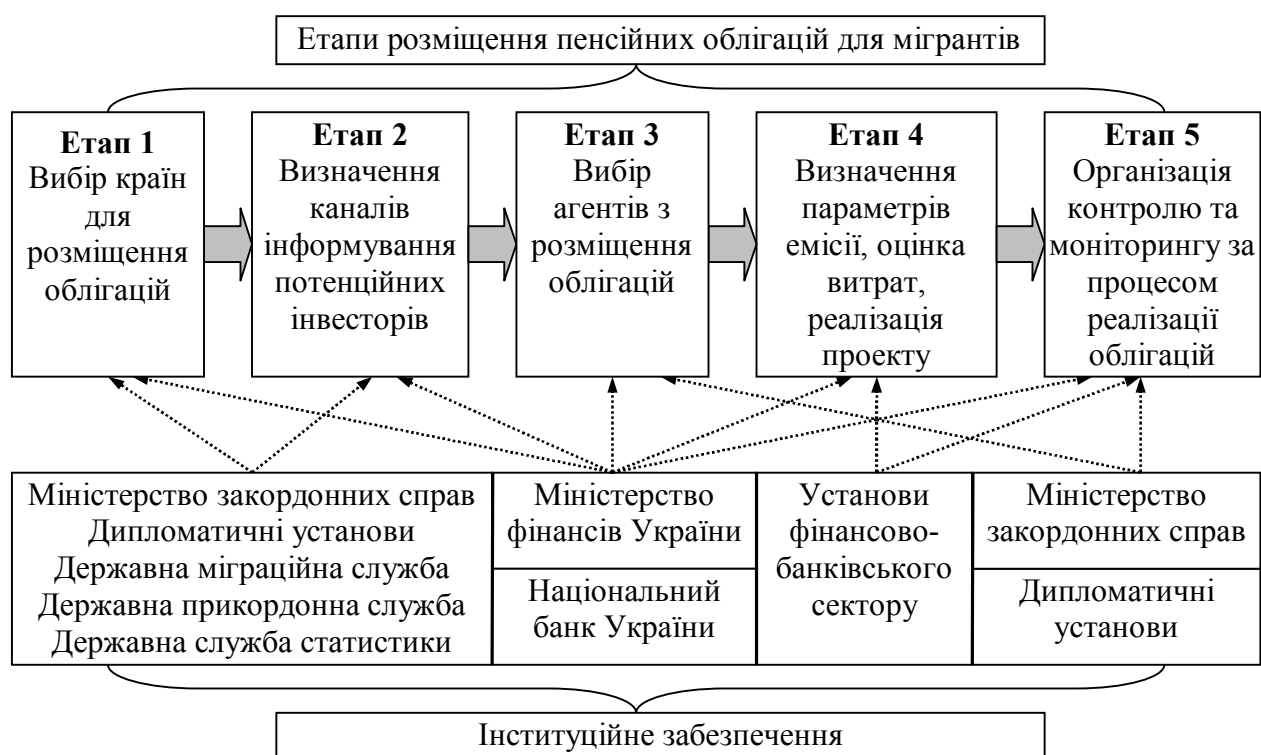 Етапи розміщення пенсійних облігацій для мігрантів
Етап 1
Вибір країн
для
розміщення
облігацій
Етап 2
Визначення
каналів
інформування
потенційних
інвесторів
Етап 3
Вибір
агентів з
розміщення
облігацій
Етап 4
Визначення
параметрів
емісії, оцінка
витрат,
реалізація
проекту
Етап 5
Організація
контролю та
моніторингу за
процесом
реалізації
облігацій
Міністерство закордонних справ
Дипломатичні установи
Державна міграційна служба
Державна прикордонна служба
Державна служба статистики
Міністерство
фінансів України
Національний
банк України
Установи
фінансово-
банківського
сектору
Міністерство
закордонних справ
Дипломатичні
установи
Інституційне забезпечення